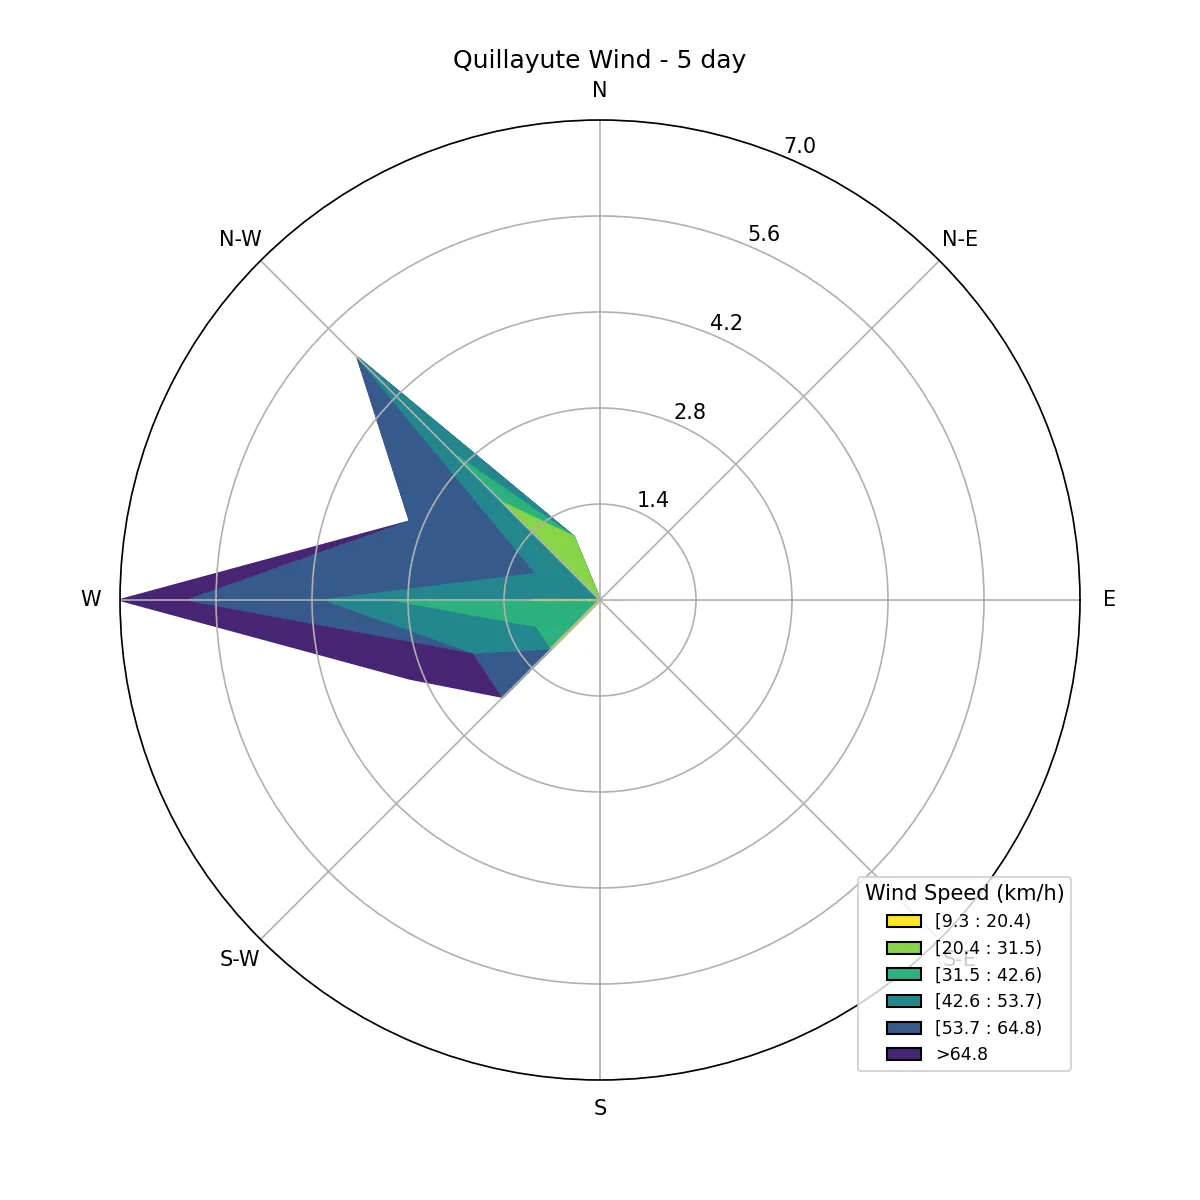 Quillayute Wind - 5 day
N
7.0
N-W
5.6
N-E
4.2
2.8
1.4
W
E
Wind Speed (km/h)
[9.3 : 20.4)
[20.4 : 31.5)
S-W
S-E
[31.5 : 42.6)
[42.6 : 53.7)
[53.7 : 64.8)
>64.8
S